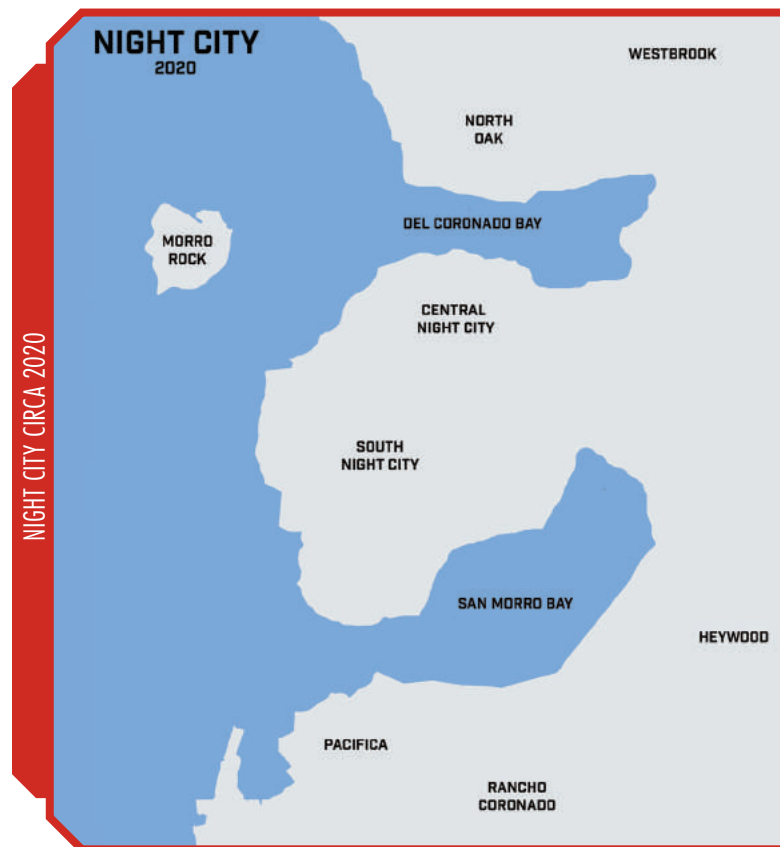 NIGHT CITY
2020
WESTBROOK
NORTH
OAK
DEL CORONADO BAY
MORRO
ROCK
CENTRAL
NIGHT CITY
NIGHT CITY CIRCA 2020
SOUTH
NIGHT CITY
SAN MORRO BAY
HEYWOOD
PACIFICA
RANCHO
CORONADO